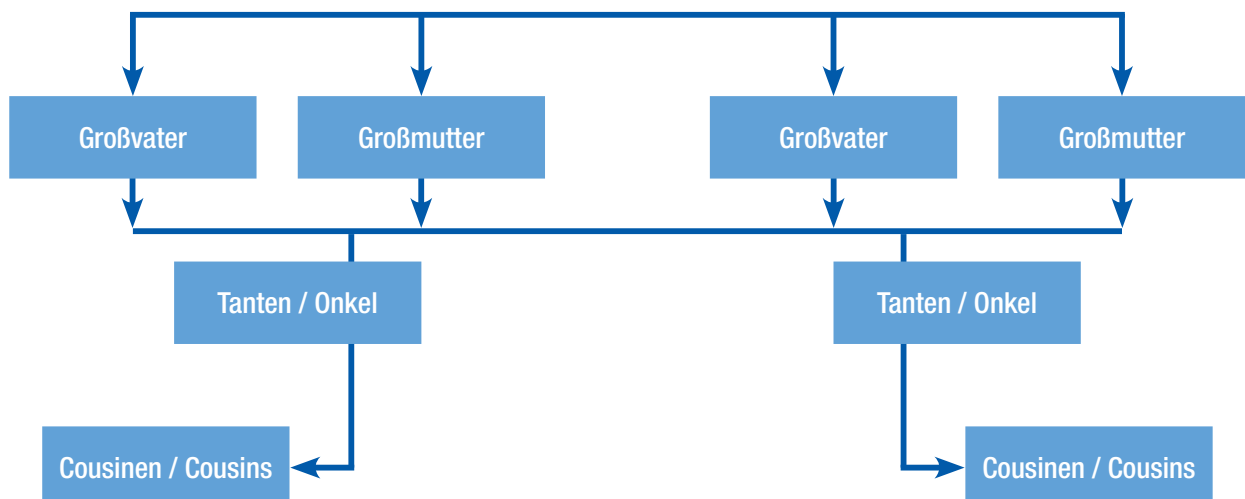 Großvater
Großmutter
Großvater
Großmutter
Tanten / Onkel
Tanten / Onkel
Cousinen / Cousins
Cousinen / Cousins